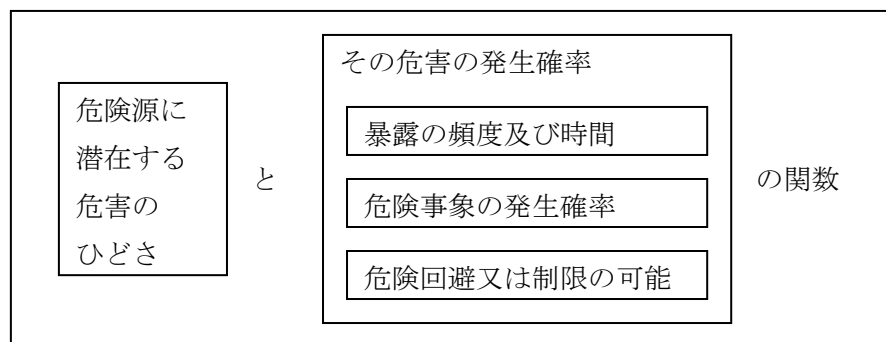 危険源に
潜在する
危害の
ひどさ
と
その危害の発生確率
暴露の頻度及び時間
危険事象の発生確率
危険回避又は制限の可能
の関数